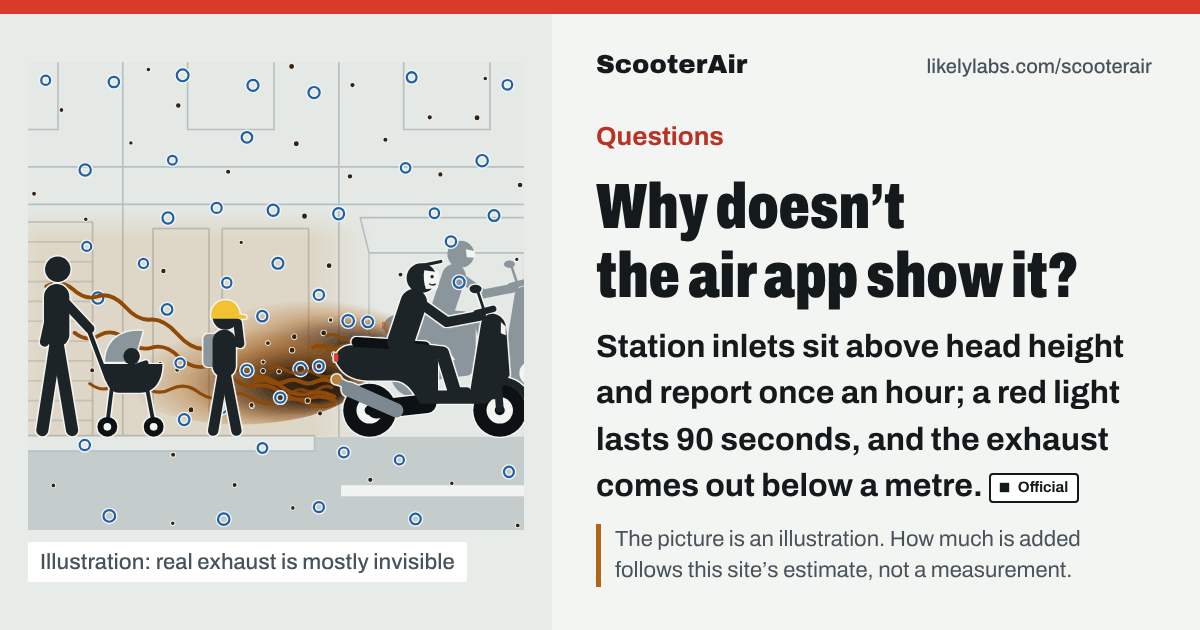 ScooterAir
likelylabs.com/scooterair
Questions
Why doesn’t
the air app show it?
Station inlets sit above head height
and report once an hour; a red light
lasts 90 seconds, and the exhaust
comes out below a metre. ■ Official
The picture is an illustration. How much is added
follows this site’s estimate, not a measurement.
Illustration: real exhaust is mostly invisible